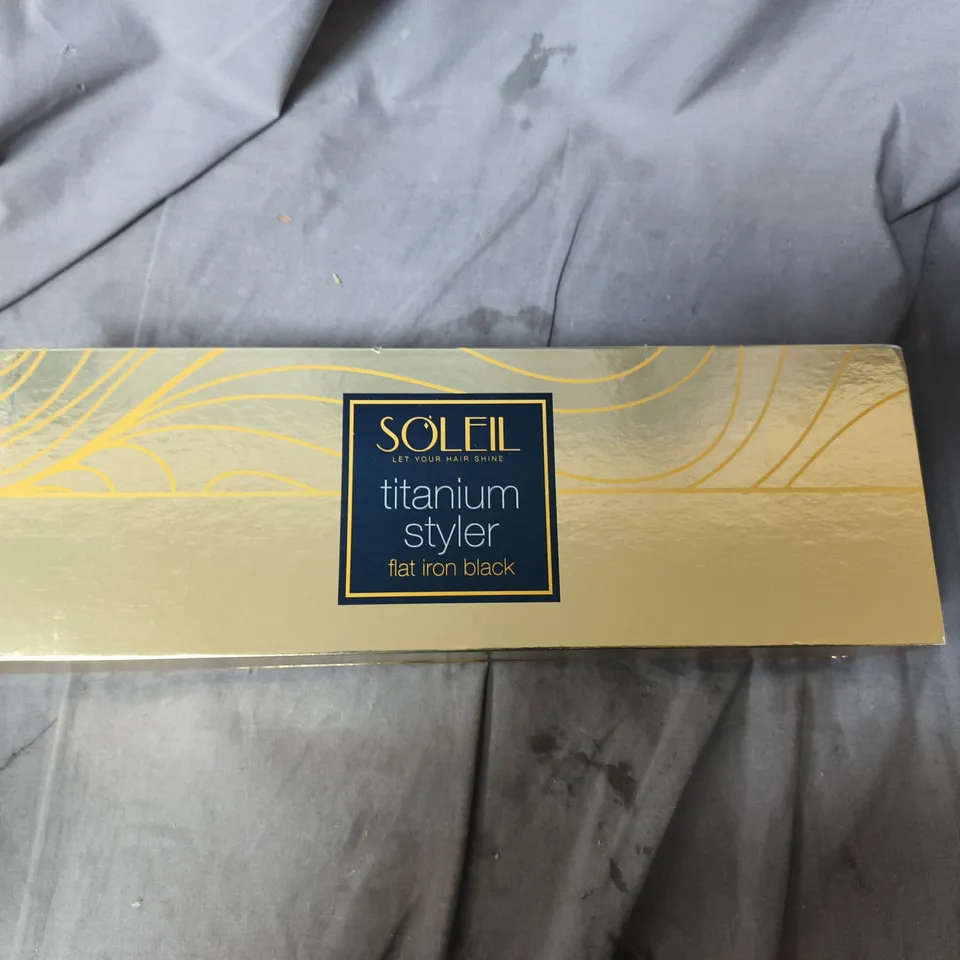 SOLEIL
LET YOUR HAIR SHINE
titanium
styler
flat iron black